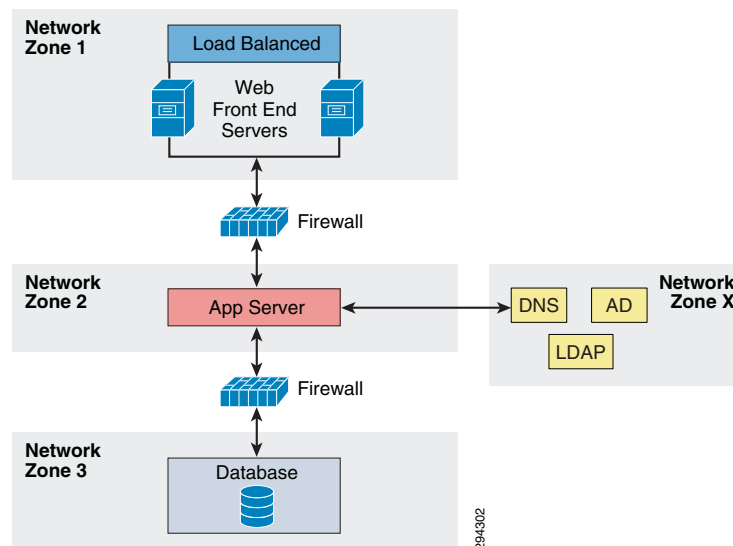 Network
Zone 1
Load Balanced
Web
Front End
Servers
Firewall
Network
Zone 2
App Server
DNS
AD
LDAP
Network
Zone X
Firewall
Network
Zone 3
Database
294302